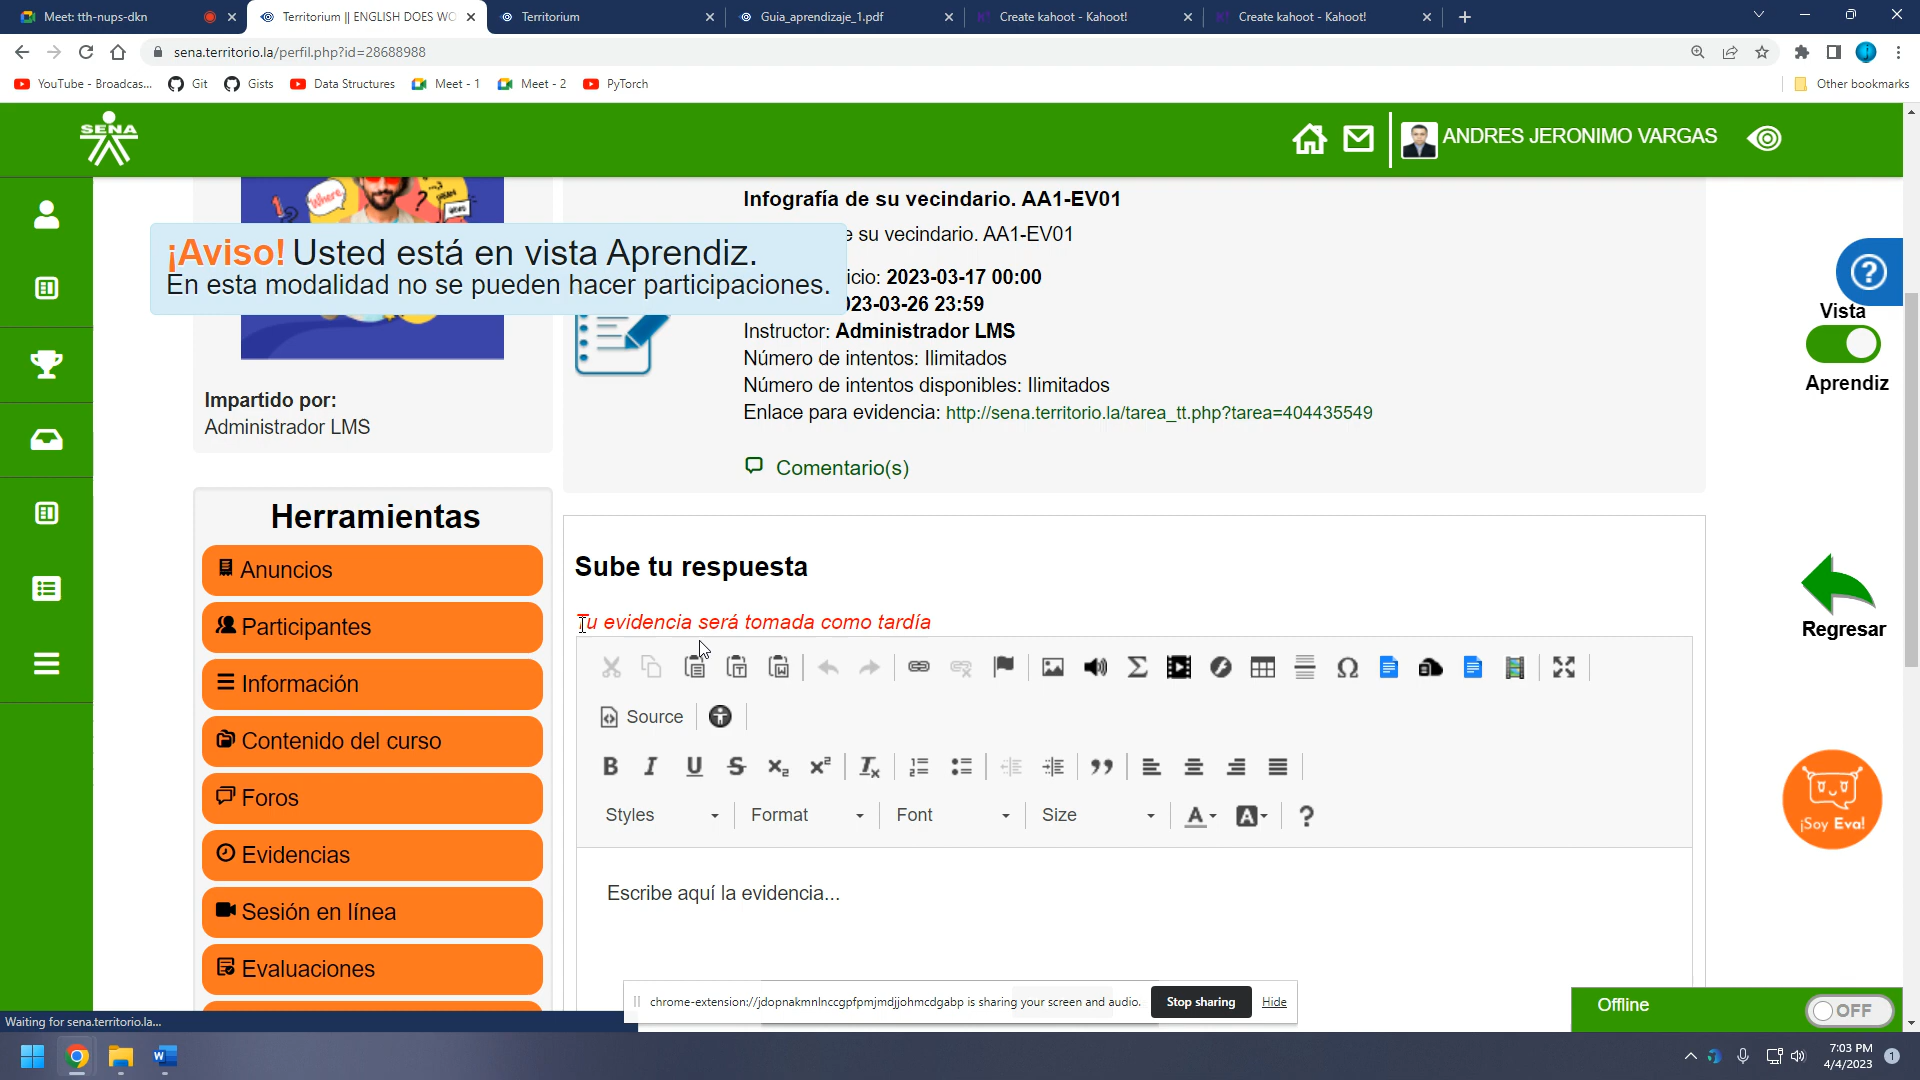 Meet: tth-nups-dkn
Territorium || ENGLISH DOES WO
Territorium
Guia_aprendizaje_1.pdf
Create kahoot - Kahoot!
Create kahoot - Kahoot!
sena.territorio.la/perfil.php?id=28688988
YouTube - Broadcas...
Git
Gists
Data Structures
Meet - 1
Meet - 2
PyTorch
Other bookmarks
SENA
ANDRES JERONIMO VARGAS
Where
Infografía de su vecindario. AA1-EV01
e su vecindario. AA1-EV01
¡Aviso! Usted está en vista Aprendiz.
En esta modalidad no se pueden hacer participaciones.
icio: 2023-03-17 00:00
023-03-26 23:59
Instructor: Administrador LMS
Número de intentos: Ilimitados
Número de intentos disponibles: Ilimitados
Enlace para evidencia: http://sena.territorio.la/tarea_tt.php?tarea=404435549
Comentario(s)
Vista
Aprendiz
Impartido por:
Administrador LMS
Herramientas
Anuncios
Participantes
Información
Contenido del curso
Foros
Evidencias
Sesión en línea
Evaluaciones
Sube tu respuesta
Tu evidencia será tomada como tardía
Source
Styles
Format
Font
Size
Escribe aquí la evidencia...
Regresar
¡Soy Eva!
chrome-extension://jdopnakmnlnccgpfpmjmdjjohmcdgabp is sharing your screen and audio.
Stop sharing
Hide
Offline
OFF
Waiting for sena.territorio.la...
7:03 PM
4/4/2023
1